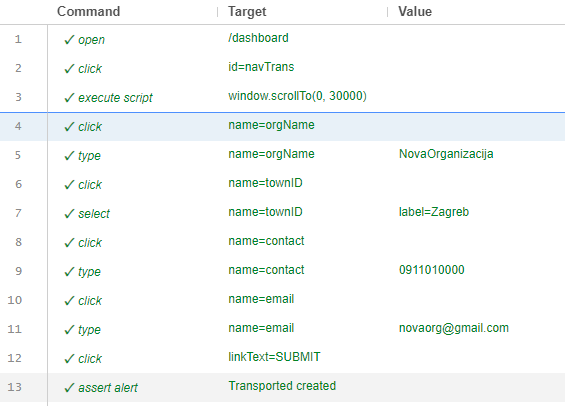 Command Target Value
1 ✓ open /dashboard
2 ✓ click id=navTrans
3 ✓ execute script window.scrollTo(0, 30000)
4 ✓ click name=orgName
5 ✓ type name=orgName NovaOrganizacija
6 ✓ click name=townID
7 ✓ select name=townID label=Zagreb
8 ✓ click name=contact
9 ✓ type name=contact 0911010000
10 ✓ click name=email
11 ✓ type name=email novaorg@gmail.com
12 ✓ click linkText=SUBMIT
13 ✓ assert alert Transported created